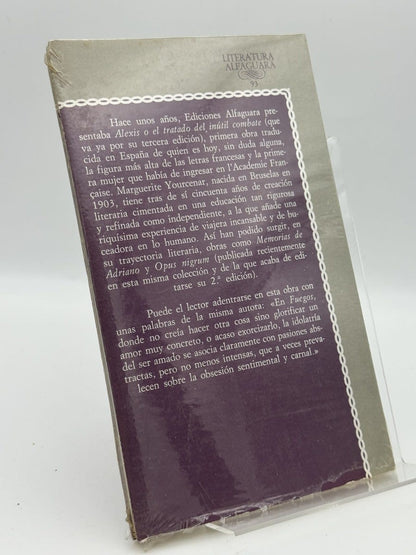 LITERATURA
ALFAGUARA
93
Hace unos años, Ediciones Alfaguara pre-
sentaba Alexis o el tratado del inútil combate (que
va ya por su tercera edición), primera obra tradu-
cida en España de quien es hoy, sin duda alguna,
la figura más alta de las letras francesas y la prime-
ra mujer que había de ingresar en l'Academie Fran-
çaise. Marguerite Yourcenar, nacida en Bruselas en
1903, tiene tras de sí cincuenta años de creación
literaria cimentada en una educación tan rigurosa
y refinada como independiente, a la que añade una
riquísima experiencia de viajera incansable y de bu-
ceadora en lo humano. Así han podido surgir, en
su trayectoria literaria, obras como Memorias de
Adriano y Opus nigrum (publicada recientemente
en esta misma colección y de la que acaba de edi-
tarse su 2.ª edición).
Puede el lector adentrarse en esta obra con
unas palabras de la misma autora: «En Fuegos,
donde no creía hacer otra cosa sino glorificar un
amor muy concreto, o acaso exorcizarlo, la idolatría
del ser amado se asocia claramente con pasiones abs-
tractas, pero no menos intensas, que a veces preva-
lecen sobre la obsesión sentimental y carnal.»